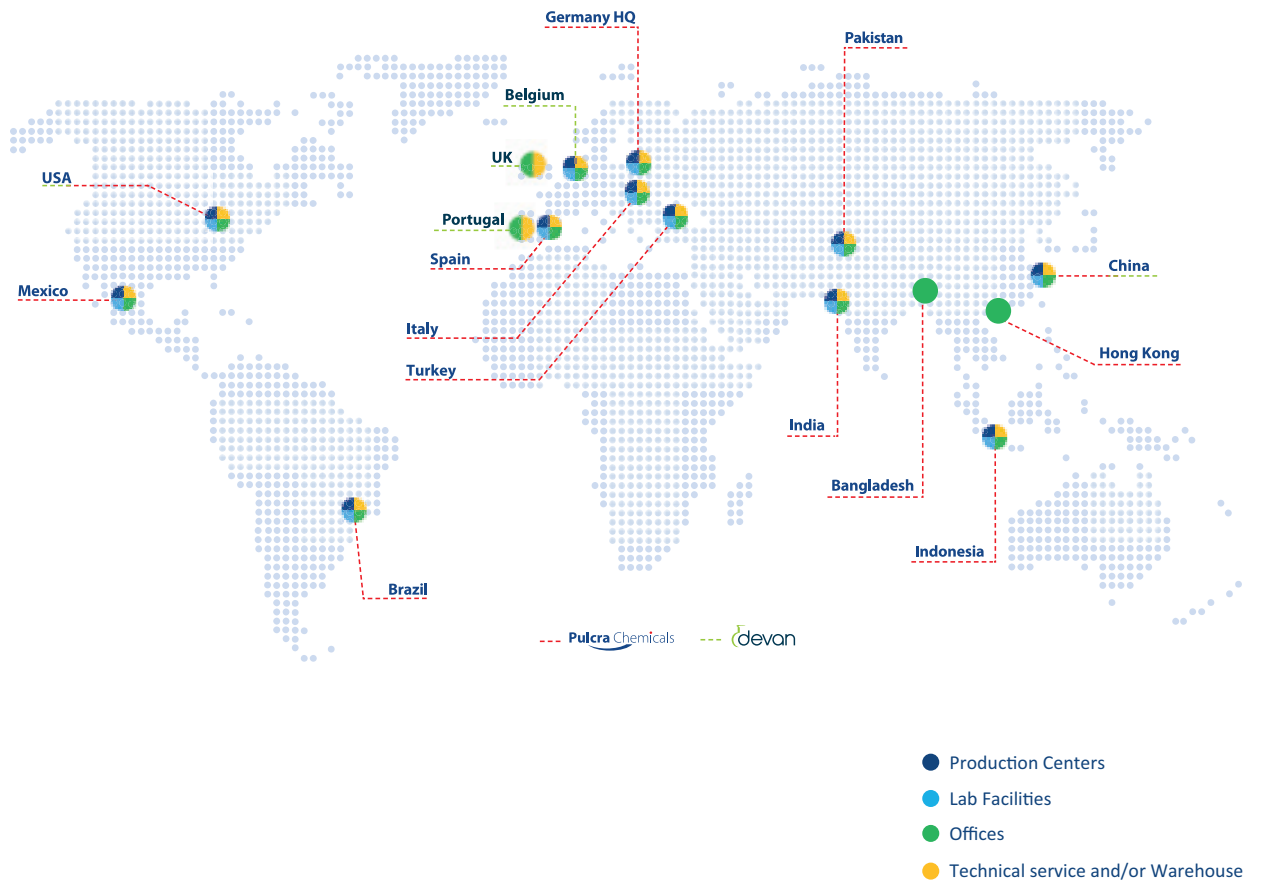 Germany HQ
Pakistan
Belgium
UK
USA
Portugal
Spain
China
Mexico
Italy
Hong Kong
Turkey
India
Bangladesh
Indonesia
Brazil
Pulcra Chemicals
devan
Production Centers
Lab Facilities
Offices
Technical service and/or Warehouse